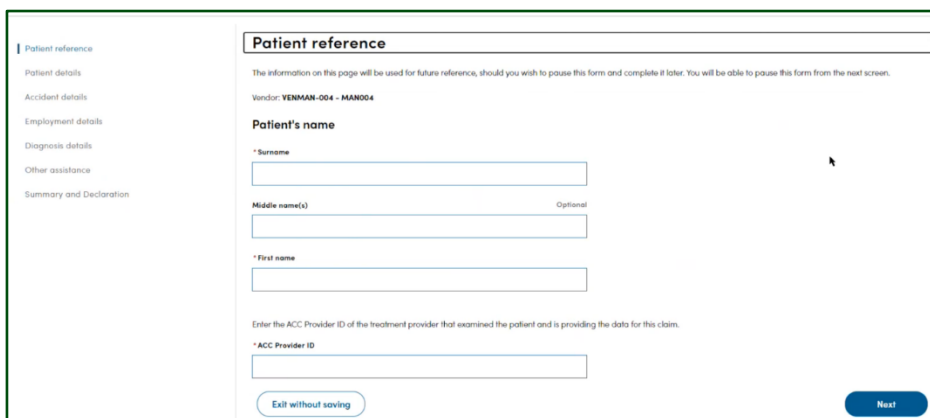 Patient reference
Patient details
Accident details
Employment details
Diagnosis details
Other assistance
Summary and Declaration
Patient reference
The information on this page will be used for future reference, should you wish to pause this form and complete it later. You will be able to pause this form from the next screen.
Vendor: VENMAN-004 - MAN004
Patient's name
* Surname
Middle name(s) Optional
* First name
Enter the ACC Provider ID of the treatment provider that examined the patient and is providing the data for this claim.
* ACC Provider ID
Exit without saving Next